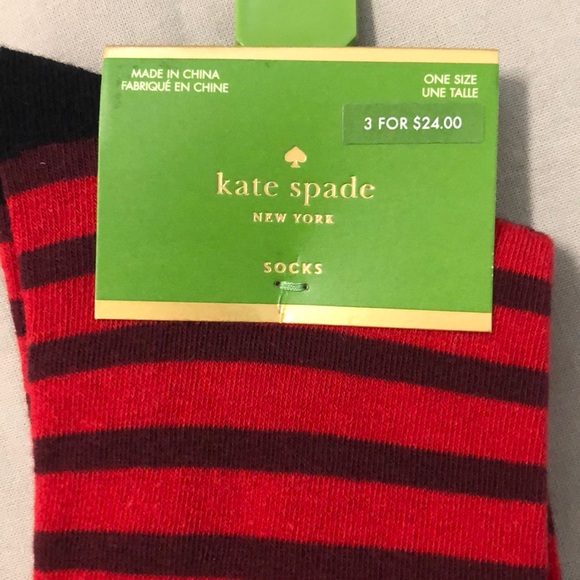 MADE IN CHINA
FABRIQUÉ EN CHINE
ONE SIZE
UNE TAILLE
3 FOR $24.00
kate spade
NEW YORK
SOCKS